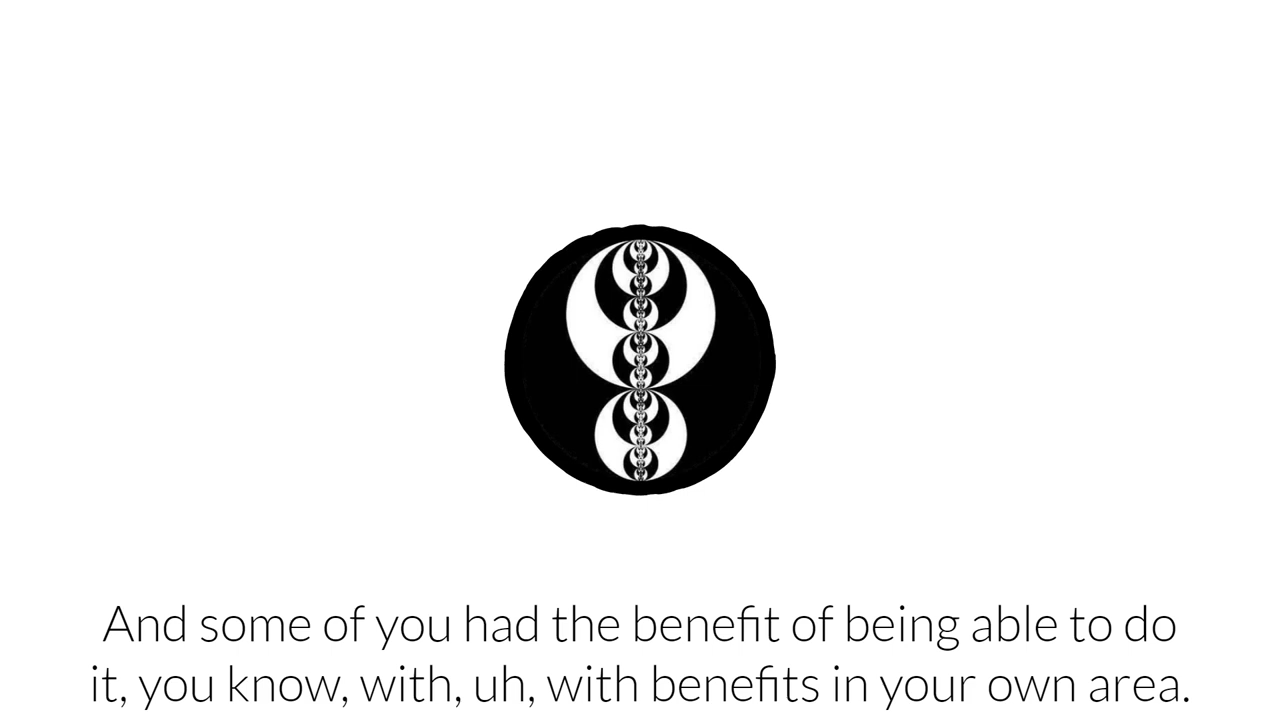 And some of you had the benefit of being able to do
it, you know, with, uh, with benefits in your own area.